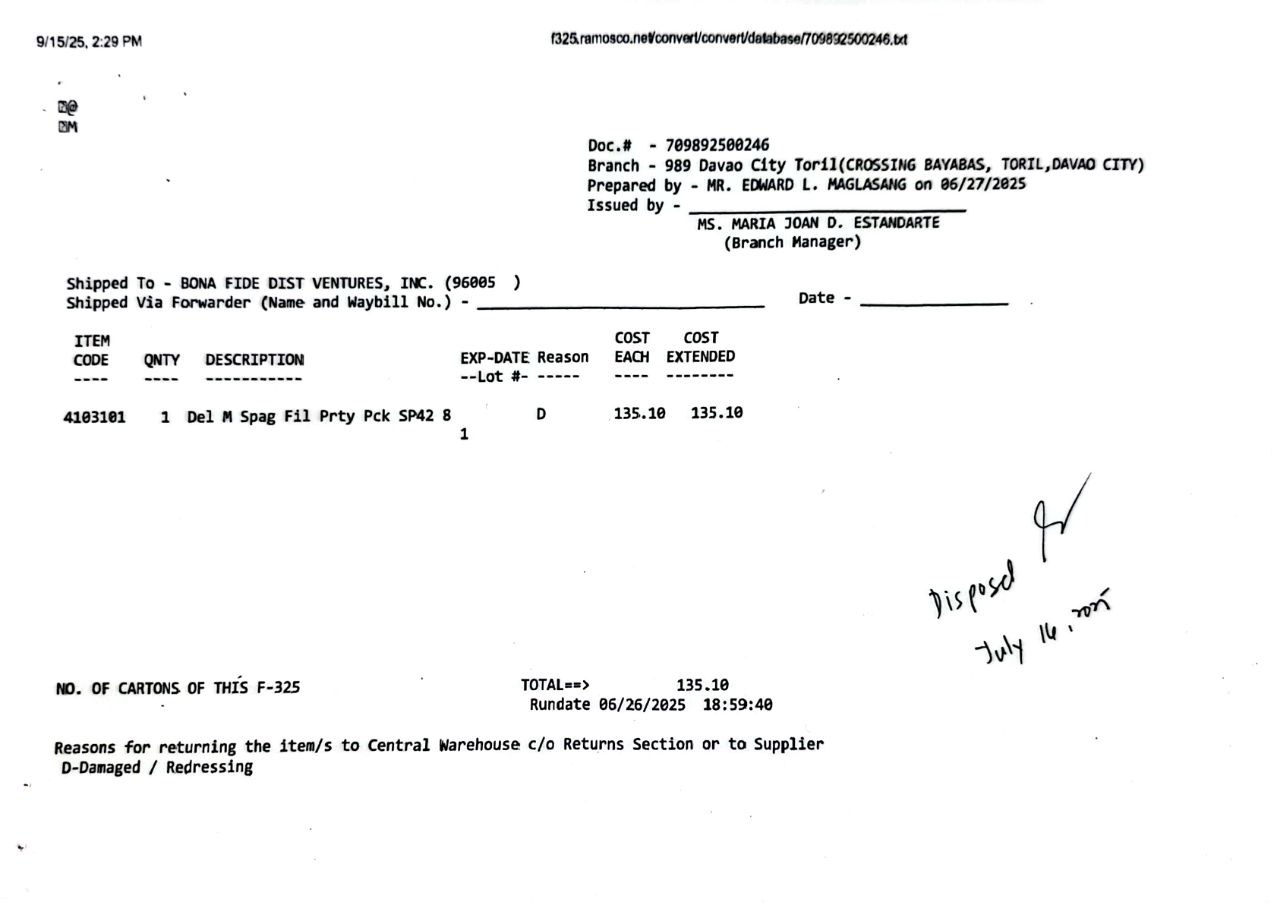 9/15/25, 2:29 PM
f325.ramosco.net/convert/convert/database/709892500246.txt
@
M
Doc.# - 709892500246
Branch - 989 Davao City Toril(CROSSING BAYABAS, TORIL,DAVAO CITY)
Prepared by - MR. EDWARD L. MAGLASANG on 06/27/2025
Issued by - ____________________
MS. MARIA JOAN D. ESTANDARTE
(Branch Manager)
Shipped To - BONA FIDE DIST VENTURES, INC. (96005 )
Shipped Via Forwarder (Name and Waybill No.) - ____________________ Date - __________
ITEM COST COST
CODE QNTY DESCRIPTION EXP-DATE Reason EACH EXTENDED
---- ---- ----------- --Lot #- ----- ---- --------
4103101 1 Del M Spag Fil Prty Pck SP42 8 D 135.10 135.10
1
Disposed
July 16, 2025
NO. OF CARTONS OF THIS F-325 TOTAL==> 135.10
Rundate 06/26/2025 18:59:40
Reasons for returning the item/s to Central Warehouse c/o Returns Section or to Supplier
D-Damaged / Redressing